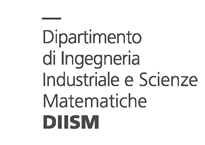 Dipartimento
di Ingegneria
Industriale e Scienze
Matematiche
DIISM